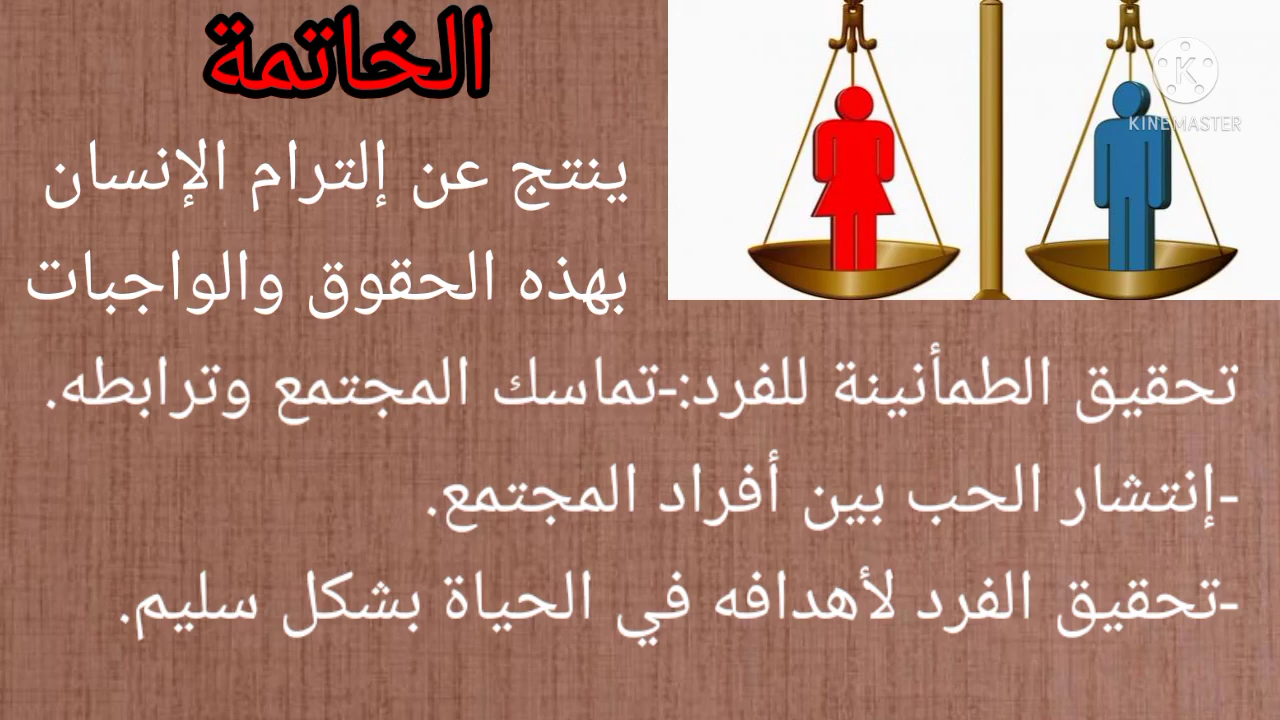 الخاتمة
ينتج عن إلترام الإنسان
بهذه الحقوق والواجبات
تحقيق الطمأنينة للفرد:-تماسك المجتمع وترابطه.
-إنتشار الحب بين أفراد المجتمع.
-تحقيق الفرد لأهدافه في الحياة بشكل سليم.
K
KINEMASTER